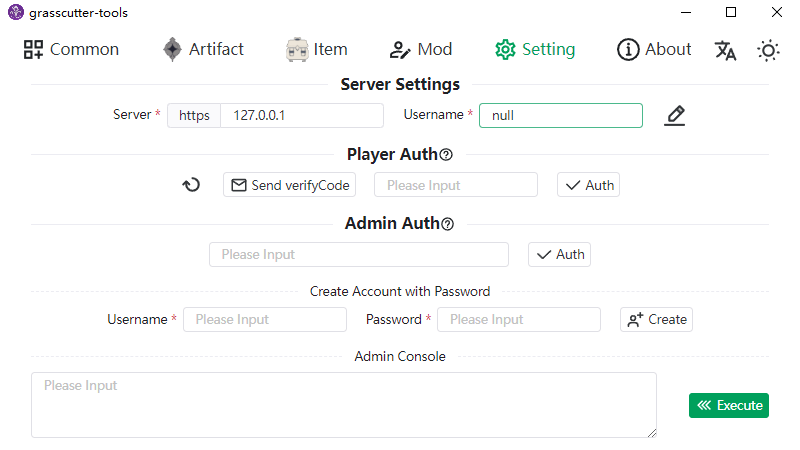 grasscutter-tools
Common Artifact Item Mod Setting About
Server Settings
Server * https 127.0.0.1 Username * null
Player Auth
Send verifyCode Please Input Auth
Admin Auth
Please Input Auth
Create Account with Password
Username * Please Input Password * Please Input Create
Admin Console
Please Input
Execute